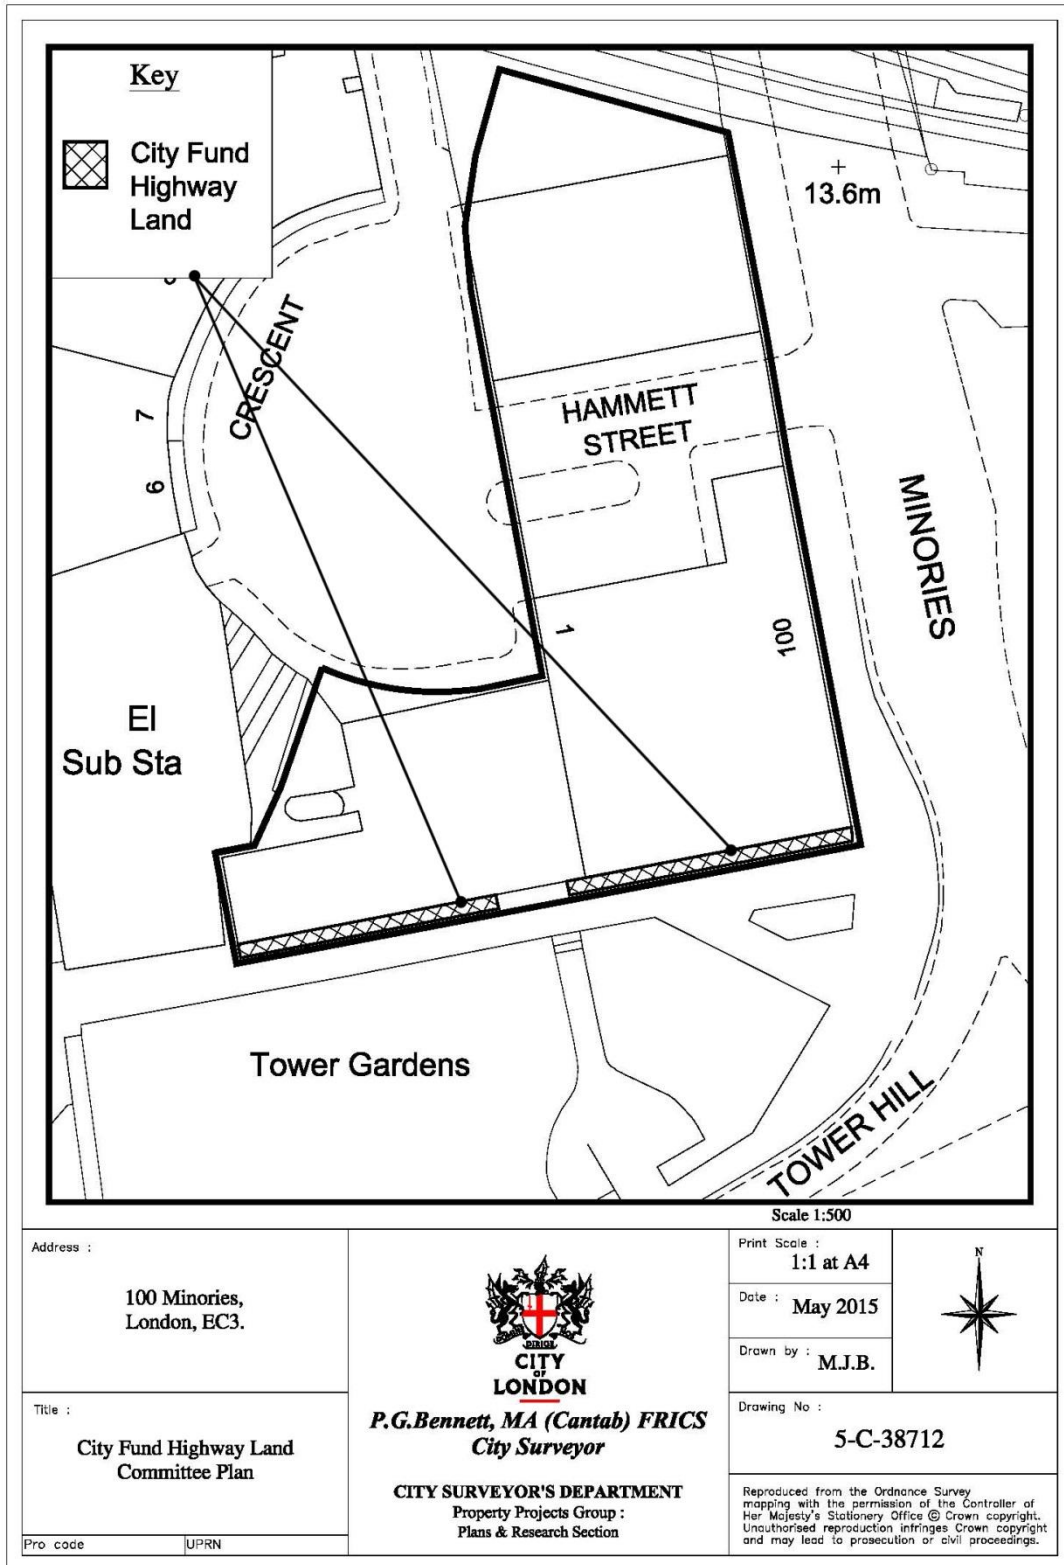 Key
City Fund
Highway
Land
13.6m
CRESCENT
HAMMETT
STREET
7
6
MINORIES
1
100
El
Sub Sta
Tower Gardens
TOWER HILL
Scale 1:500
Address :
100 Minories,
London, EC3.
Title :
City Fund Highway Land
Committee Plan
Pro code
UPRN
DIRIGE
CITY
OF
LONDON
P.G.Bennett, MA (Cantab) FRICS
City Surveyor
CITY SURVEYOR'S DEPARTMENT
Property Projects Group :
Plans & Research Section
Print Scale :
1:1 at A4
Date :
May 2015
Drawn by :
M.J.B.
N
Drawing No :
5-C-38712
Reproduced from the Ordnance Survey
mapping with the permission of the Controller of
Her Majesty's Stationery Office © Crown copyright.
Unauthorised reproduction infringes Crown copyright
and may lead to prosecution or civil proceedings.